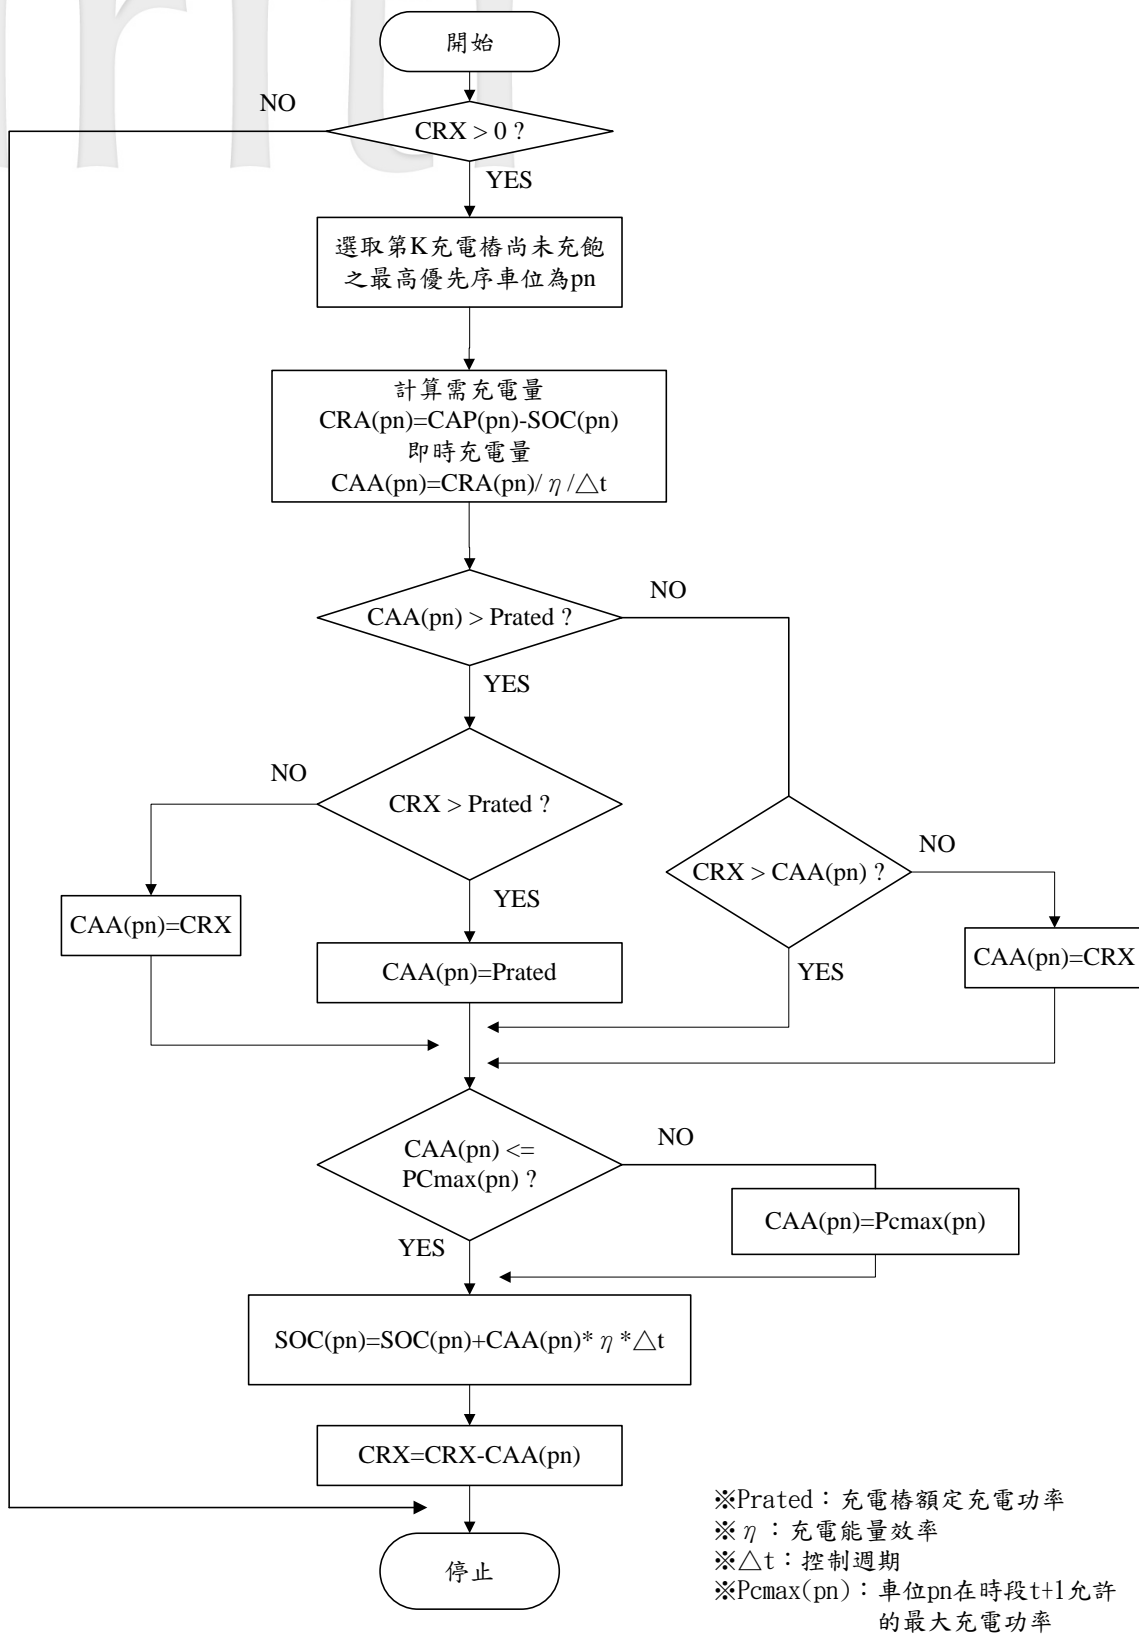 開始
NO
CRX > 0 ?
YES
選取第K充電樁尚未充飽
之最高優先序車位為pn
計算需充電量
CRA(pn)=CAP(pn)-SOC(pn)
即時充電量
CAA(pn)=CRA(pn)/ η /△t
CAA(pn) > Prated ?
NO
YES
NO
CRX > Prated ?
CRX > CAA(pn) ?
NO
YES
CAA(pn)=CRX
CAA(pn)=Prated
YES
CAA(pn)=CRX
CAA(pn) <=
PCmax(pn) ?
NO
CAA(pn)=Pcmax(pn)
YES
SOC(pn)=SOC(pn)+CAA(pn)* η *△t
CRX=CRX-CAA(pn)
停止
※Prated：充電樁額定充電功率
※η：充電能量效率
※△t：控制週期
※Pcmax(pn)：車位pn在時段t+1允許
的最大充電功率